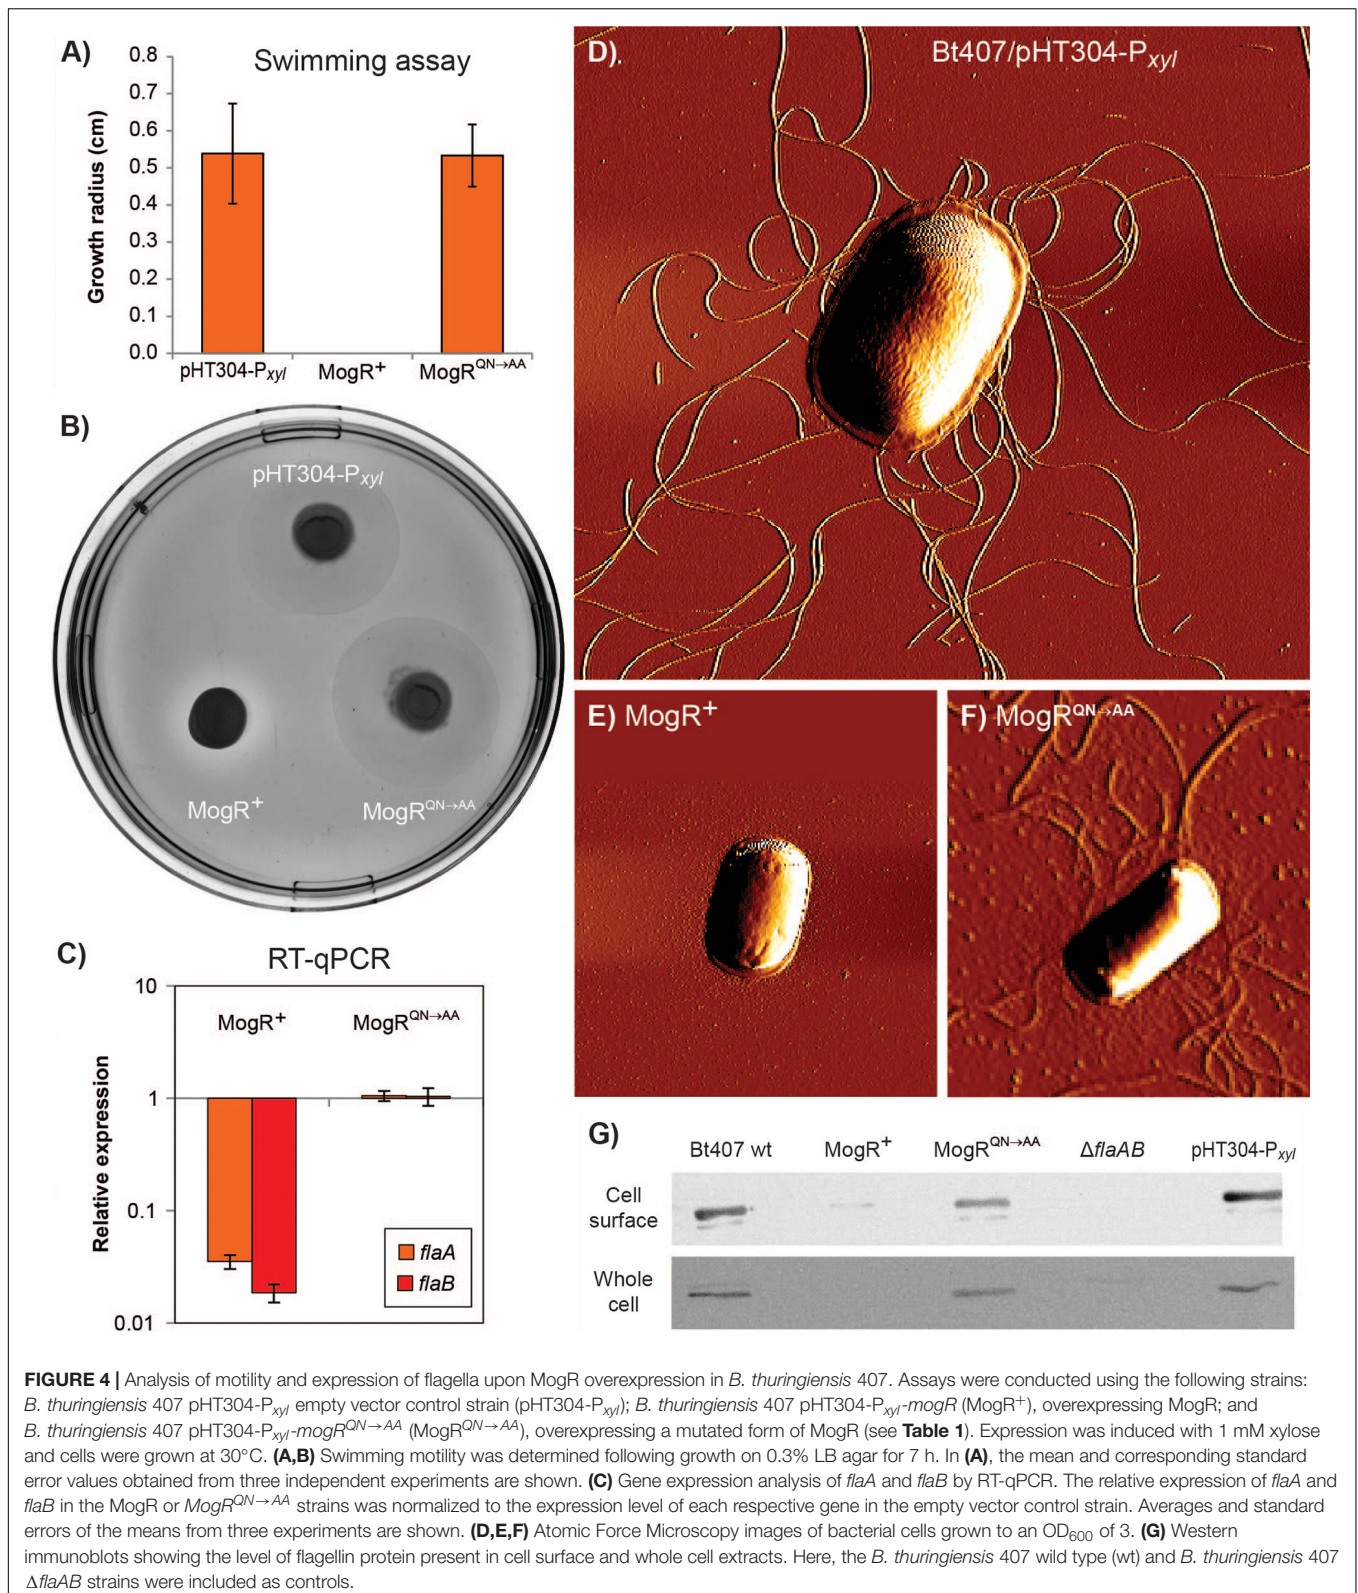 A)
Swimming assay
0.8
0.7
0.6
0.5
0.4
0.3
0.2
0.1
0.0
Growth radius (cm)
pHT304-Pxyl MogR+ MogRQN→AA
B)
pHT304-Pxyl
MogR+
MogRQN→AA
C)
RT-qPCR
10
1
0.1
0.01
Relative expression
MogR+ MogRQN→AA
flaA
flaB
D).
Bt407/pHT304-Pxyl
E) MogR+
F) MogRQN→AA
G)
Bt407 wt MogR+ MogRQN→AA ΔflaAB pHT304-Pxyl
Cell
surface
Whole
cell
FIGURE 4 | Analysis of motility and expression of flagella upon MogR overexpression in B. thuringiensis 407. Assays were conducted using the following strains:
B. thuringiensis 407 pHT304-Pxyl empty vector control strain (pHT304-Pxyl); B. thuringiensis 407 pHT304-Pxyl-mogR (MogR+), overexpressing MogR; and
B. thuringiensis 407 pHT304-Pxyl-mogRQN→AA (MogRQN→AA), overexpressing a mutated form of MogR (see Table 1). Expression was induced with 1 mM xylose
and cells were grown at 30°C. (A,B) Swimming motility was determined following growth on 0.3% LB agar for 7 h. In (A), the mean and corresponding standard
error values obtained from three independent experiments are shown. (C) Gene expression analysis of flaA and flaB by RT-qPCR. The relative expression of flaA and
flaB in the MogR or MogRQN→AA strains was normalized to the expression level of each respective gene in the empty vector control strain. Averages and standard
errors of the means from three experiments are shown. (D,E,F) Atomic Force Microscopy images of bacterial cells grown to an OD600 of 3. (G) Western
immunoblots showing the level of flagellin protein present in cell surface and whole cell extracts. Here, the B. thuringiensis 407 wild type (wt) and B. thuringiensis 407
ΔflaAB strains were included as controls.